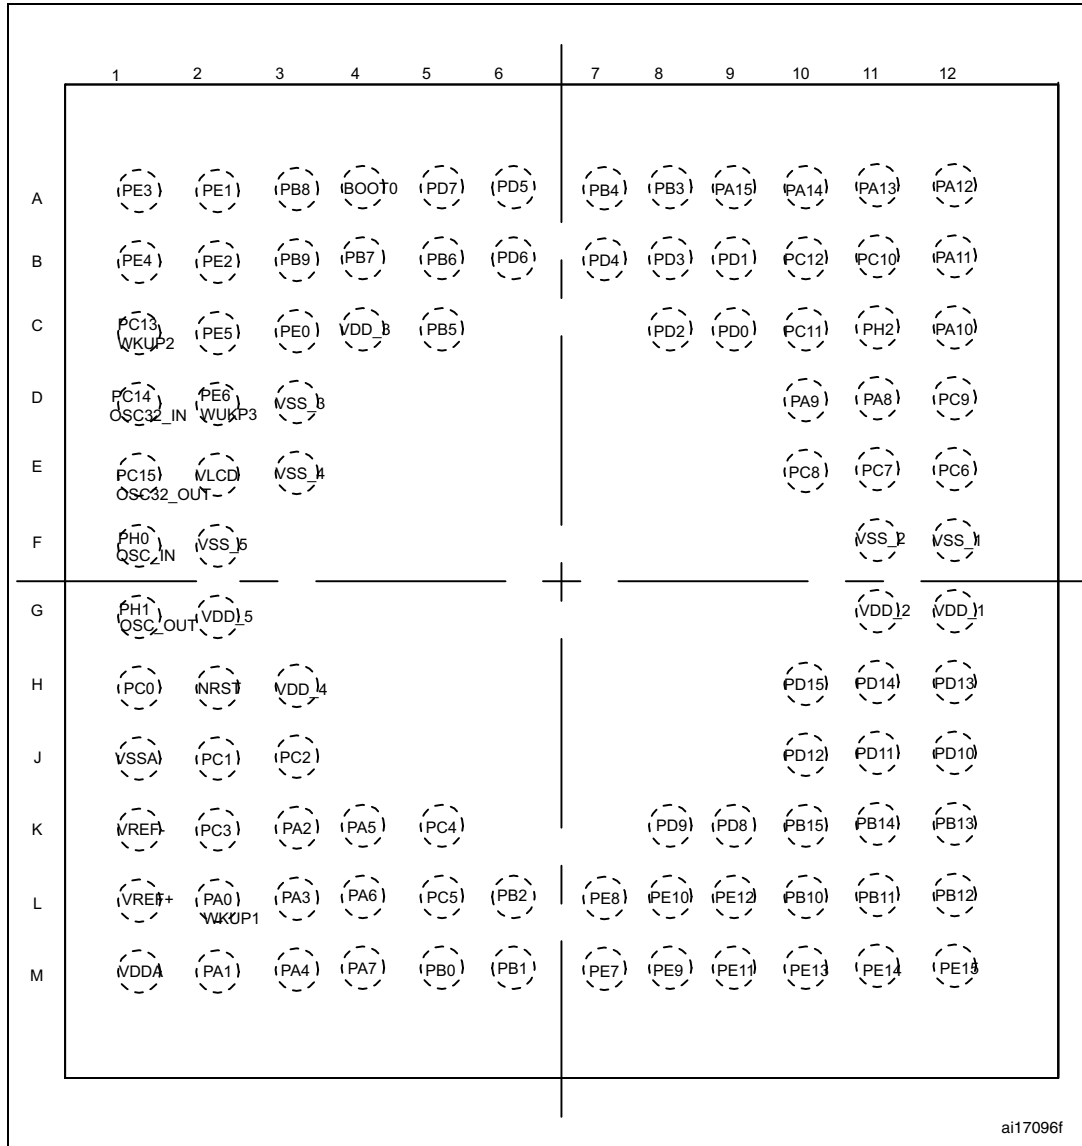 1 2 3 4 5 6 7 8 9 10 11 12
A PE3 PE1 PB8 BOOT0 PD7 PD5 PB4 PB3 PA15 PA14 PA13 PA12
B PE4 PE2 PB9 PB7 PB6 PD6 PD4 PD3 PD1 PC12 PC10 PA11
C PC13 WKUP2 PE5 PE0 VDD_3 PB5 PD2 PD0 PC11 PH2 PA10
D PC14 OSC32_IN PE6 WUKP3 VSS_3 PA9 PA8 PC9
E PC15 OSC32_OUT VLCD VSS_4 PC8 PC7 PC6
F PH0 OSC_IN VSS_5 VSS_2 VSS_1
G PH1 OSC_OUT VDD_5 VDD_2 VDD_1
H PC0 NRST VDD_4 PD15 PD14 PD13
J VSSA PC1 PC2 PD12 PD11 PD10
K VREF- PC3 PA2 PA5 PC4 PD9 PD8 PB15 PB14 PB13
L VREF+ PA0 WKUP1 PA3 PA6 PC5 PB2 PE8 PE10 PE12 PB10 PB11 PB12
M VDDA PA1 PA4 PA7 PB0 PB1 PE7 PE9 PE11 PE13 PE14 PE15
ai17096f